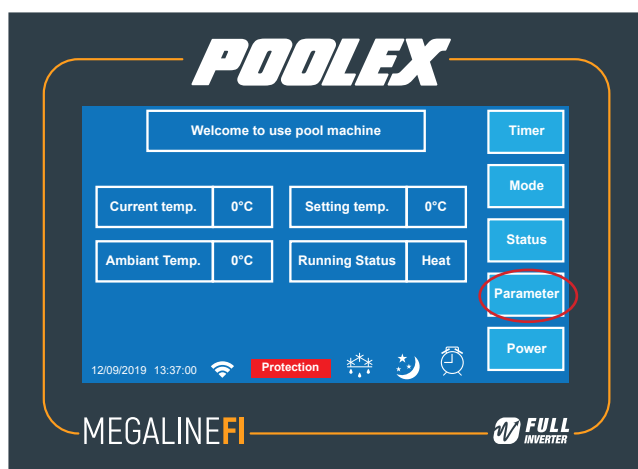 POOLEX
Welcome to use pool machine
Timer
Mode
Current temp. 0°C Setting temp. 0°C
Status
Ambiant Temp. 0°C Running Status Heat
Parameter
Power
12/09/2019 13:37:00 Protection
MEGALINEFI FULL
INVERTER